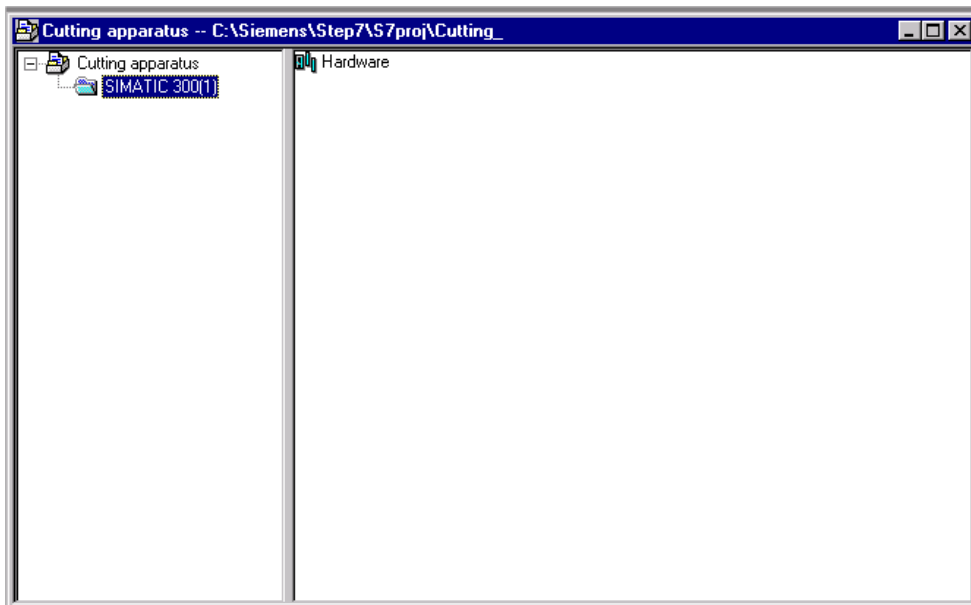 Cutting apparatus -- C:\Siemens\Step7\S7proj\Cutting_
Cutting apparatus
SIMATIC 300(1)
Hardware